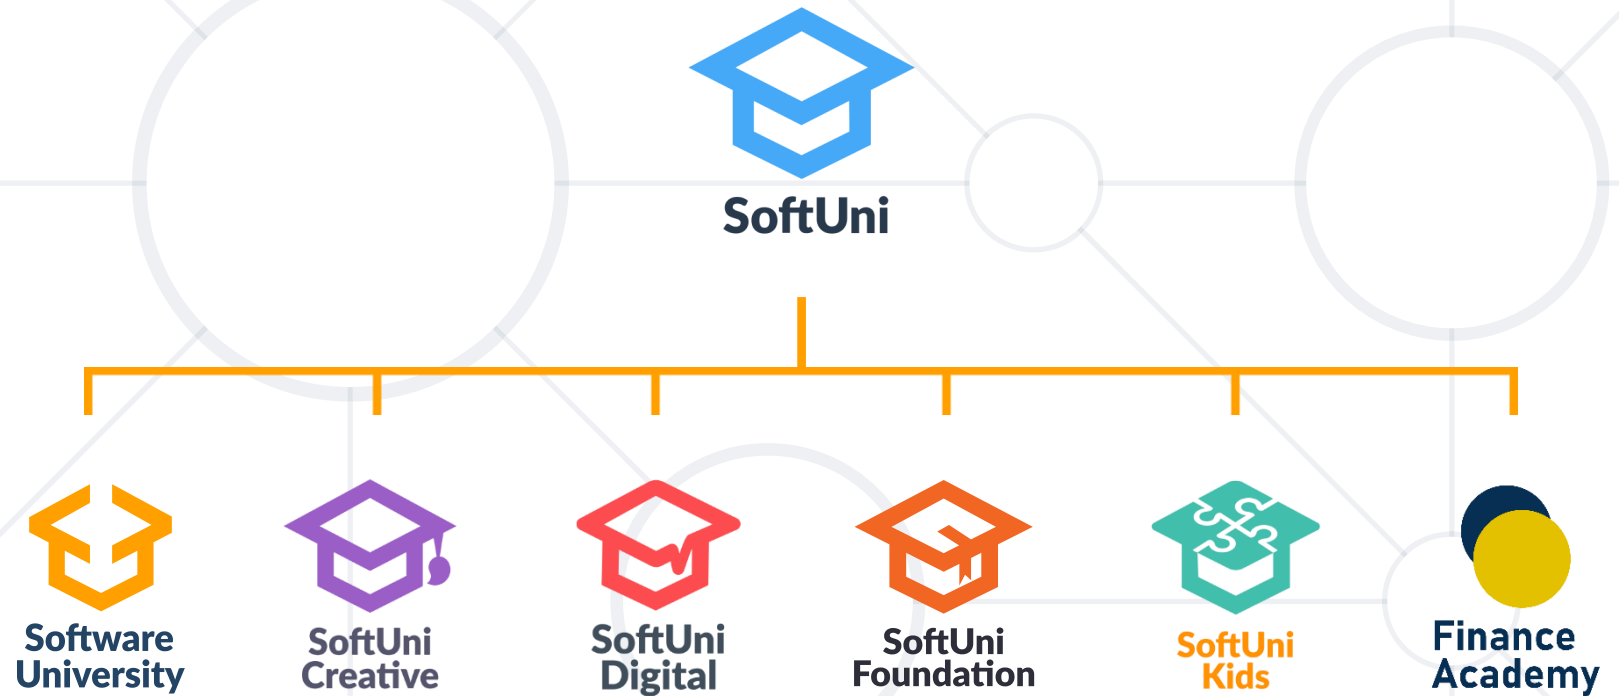 SoftUni
Software
University
SoftUni
Creative
SoftUni
Digital
SoftUni
Foundation
SoftUni
Kids
Finance
Academy